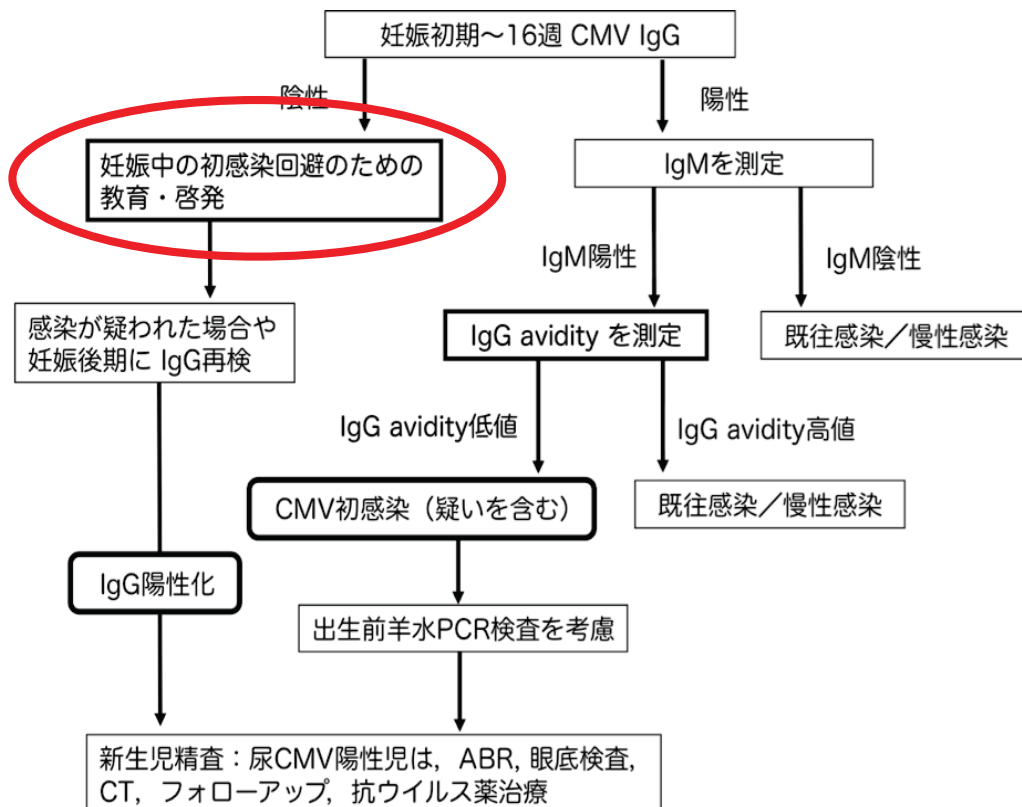 妊娠初期〜16週 CMV IgG
陰性
陽性
妊娠中の初感染回避のための
教育・啓発
IgMを測定
IgM陽性
IgM陰性
感染が疑われた場合や
妊娠後期に IgG再検
IgG avidity を測定
既往感染／慢性感染
IgG avidity低値
IgG avidity高値
CMV初感染（疑いを含む）
既往感染／慢性感染
IgG陽性化
出生前羊水PCR検査を考慮
新生児精査：尿CMV陽性児は，ABR, 眼底検査,
CT，フォローアップ，抗ウイルス薬治療